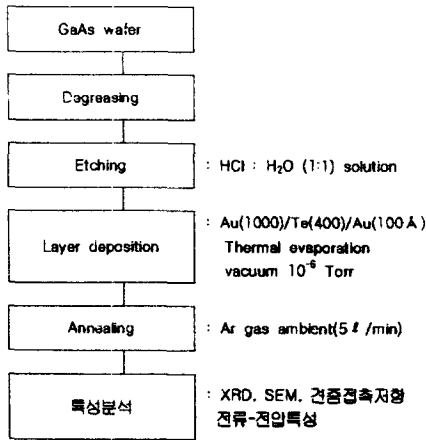 GaAs wafer
Degreasing
Etching : HCl : H₂O (1:1) solution
Layer deposition : Au(1000)/Te(400)/Au(100Å)
Thermal evaporation
vacuum 10⁻⁶ Torr
Annealing : Ar gas ambient(5ℓ/min)
특성분석 : XRD, SEM, 접촉저항
전류-전압특성